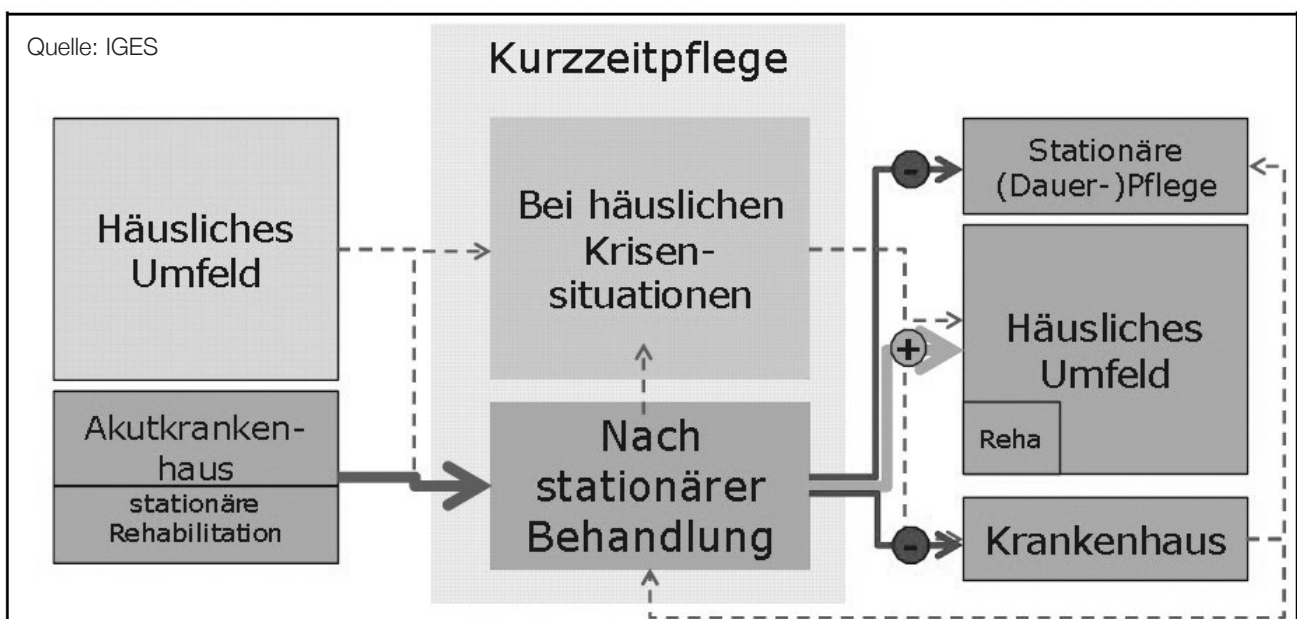 Quelle: IGES
Kurzzeitpflege
Häusliches
Umfeld
Akutkranken-
haus
stationäre
Rehabilitation
Bei häuslichen
Krisen-
situationen
Nach
stationärer
Behandlung
-
+
-
Stationäre
(Dauer-)Pflege
Häusliches
Umfeld
Reha
Krankenhaus